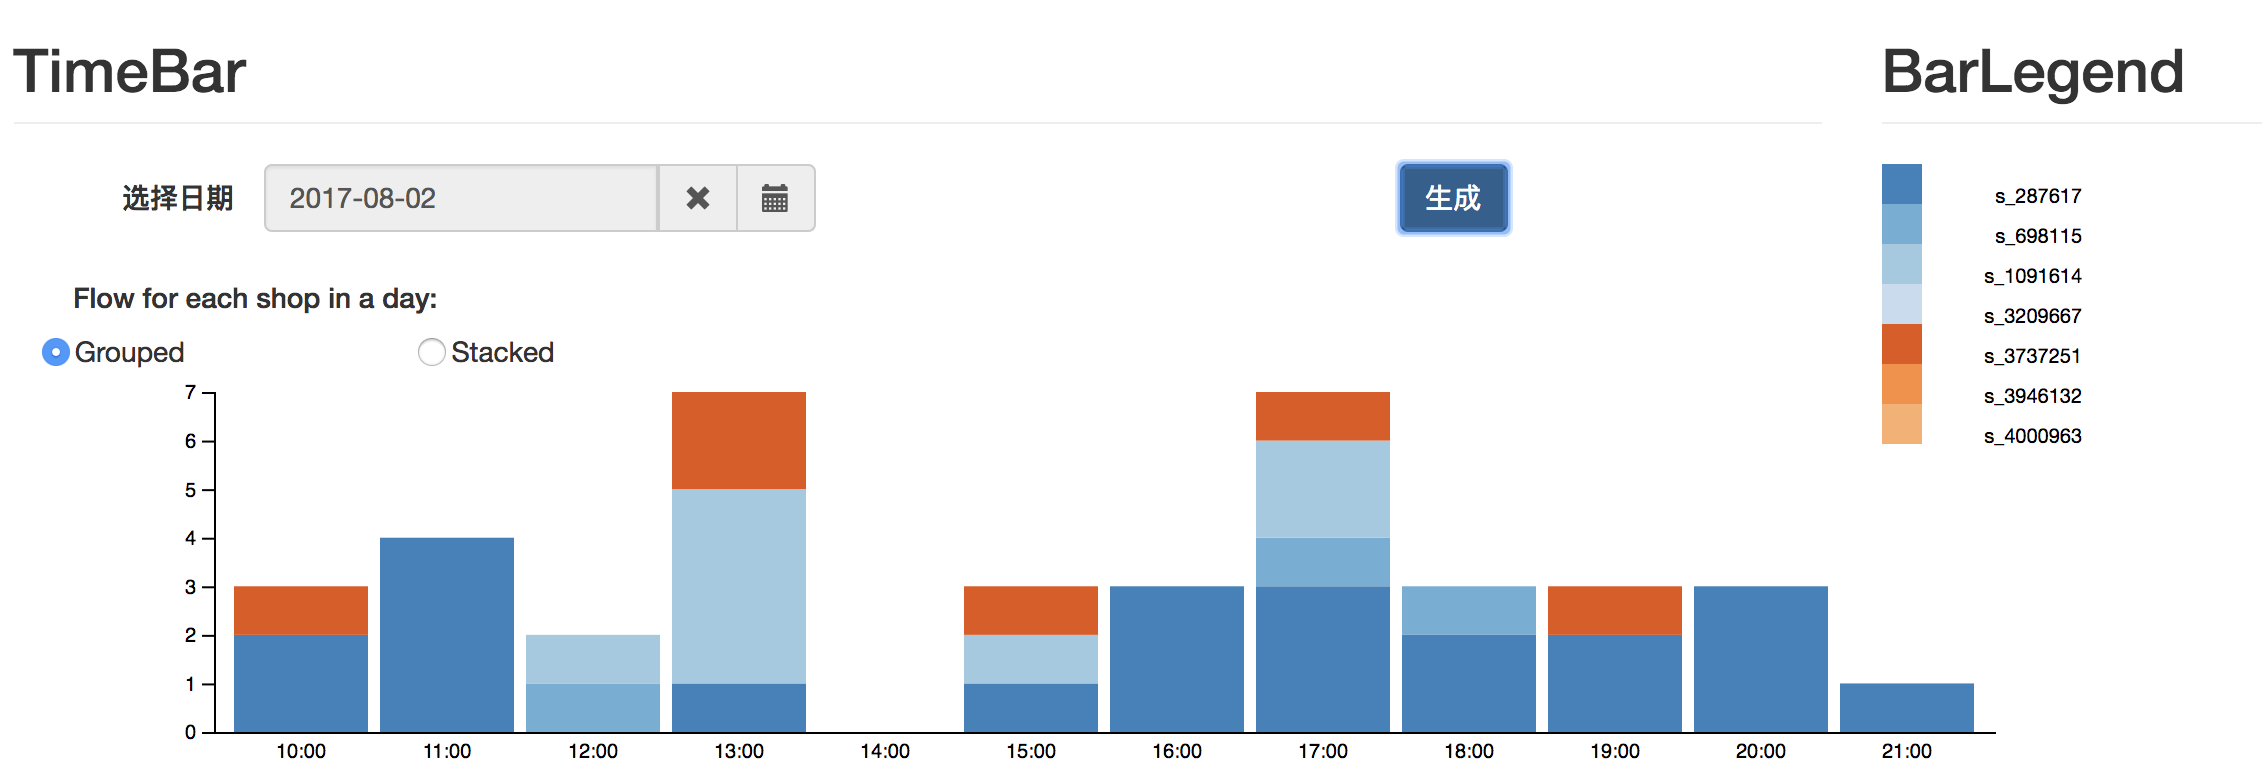 TimeBar
BarLegend
选择日期
2017-08-02
生成
s_287617
s_698115
s_1091614
s_3209667
s_3737251
s_3946132
s_4000963
Flow for each shop in a day:
Grouped
Stacked
7
6
5
4
3
2
1
0
10:00 11:00 12:00 13:00 14:00 15:00 16:00 17:00 18:00 19:00 20:00 21:00